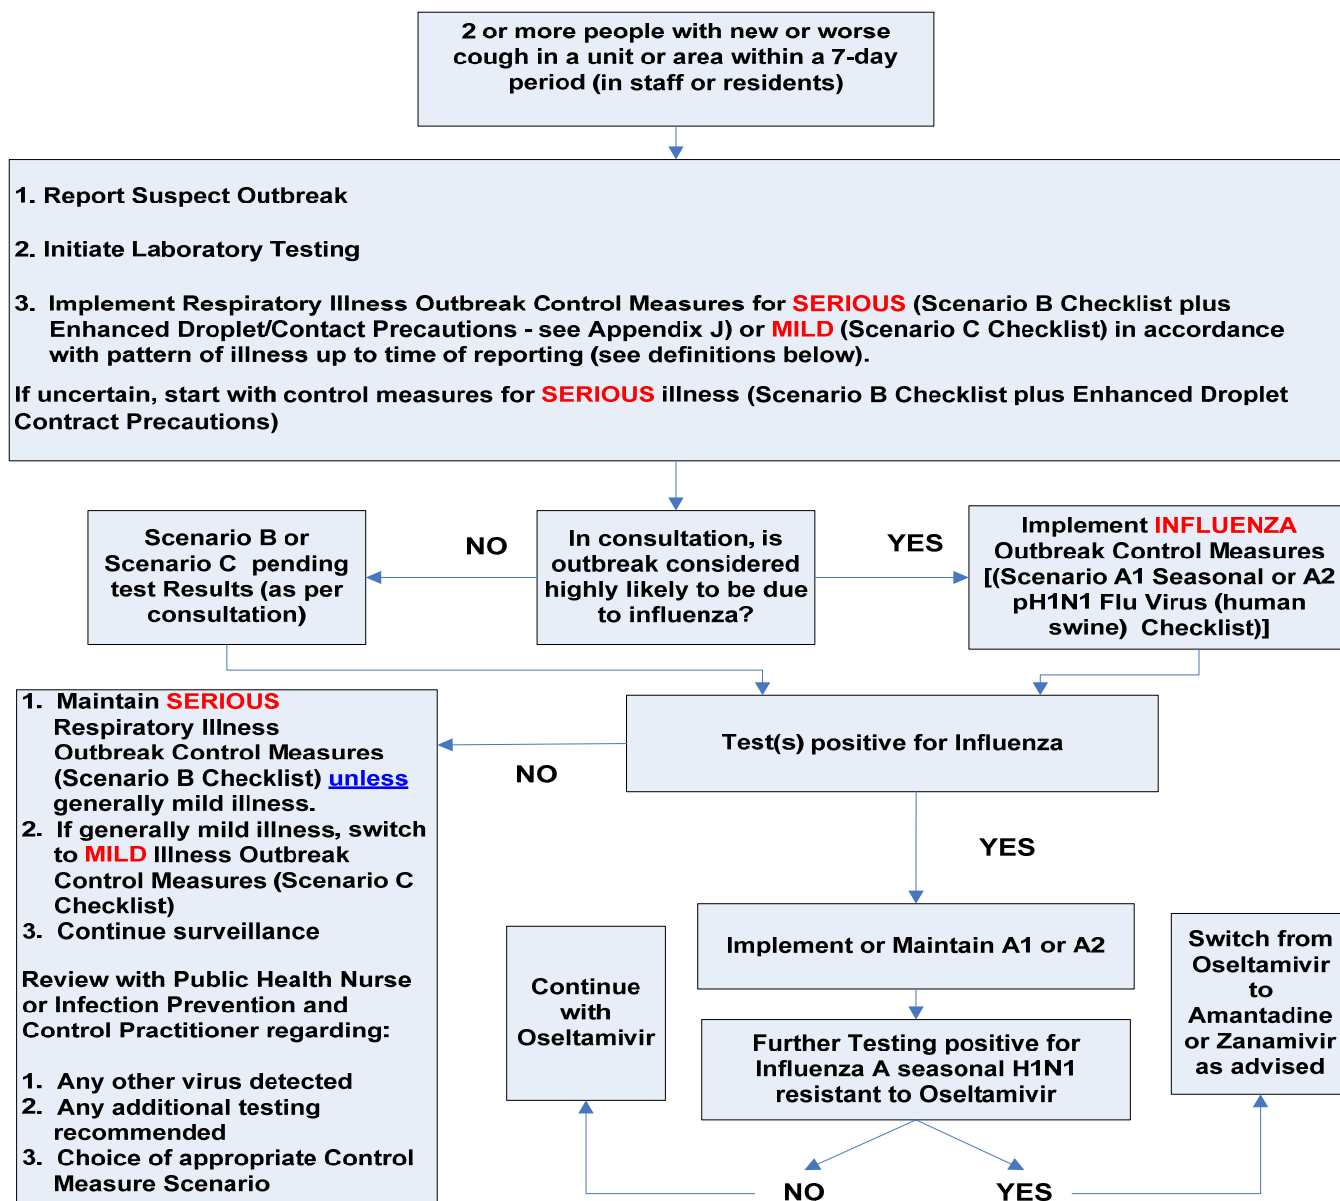 2 or more people with new or worse
cough in a unit or area within a 7-day
period (in staff or residents)
1. Report Suspect Outbreak
2. Initiate Laboratory Testing
3. Implement Respiratory Illness Outbreak Control Measures for SERIOUS (Scenario B Checklist plus
Enhanced Droplet/Contact Precautions - see Appendix J) or MILD (Scenario C Checklist) in accordance
with pattern of illness up to time of reporting (see definitions below).
If uncertain, start with control measures for SERIOUS illness (Scenario B Checklist plus Enhanced Droplet
Contract Precautions)
Scenario B or
Scenario C pending
test Results (as per
consultation)
NO
In consultation, is
outbreak considered
highly likely to be due
to influenza?
YES
Implement INFLUENZA
Outbreak Control Measures
[(Scenario A1 Seasonal or A2
pH1N1 Flu Virus (human
swine) Checklist)]
Test(s) positive for Influenza
NO
YES
1. Maintain SERIOUS
Respiratory Illness
Outbreak Control Measures
(Scenario B Checklist) unless
generally mild illness.
2. If generally mild illness, switch
to MILD Illness Outbreak
Control Measures (Scenario C
Checklist)
3. Continue surveillance
Review with Public Health Nurse
or Infection Prevention and
Control Practitioner regarding:
1. Any other virus detected
2. Any additional testing
recommended
3. Choice of appropriate Control
Measure Scenario
Implement or Maintain A1 or A2
Further Testing positive for
Influenza A seasonal H1N1
resistant to Oseltamivir
Continue
with
Oseltamivir
Switch from
Oseltamivir
to
Amantadine
or Zanamivir
as advised
NO
YES